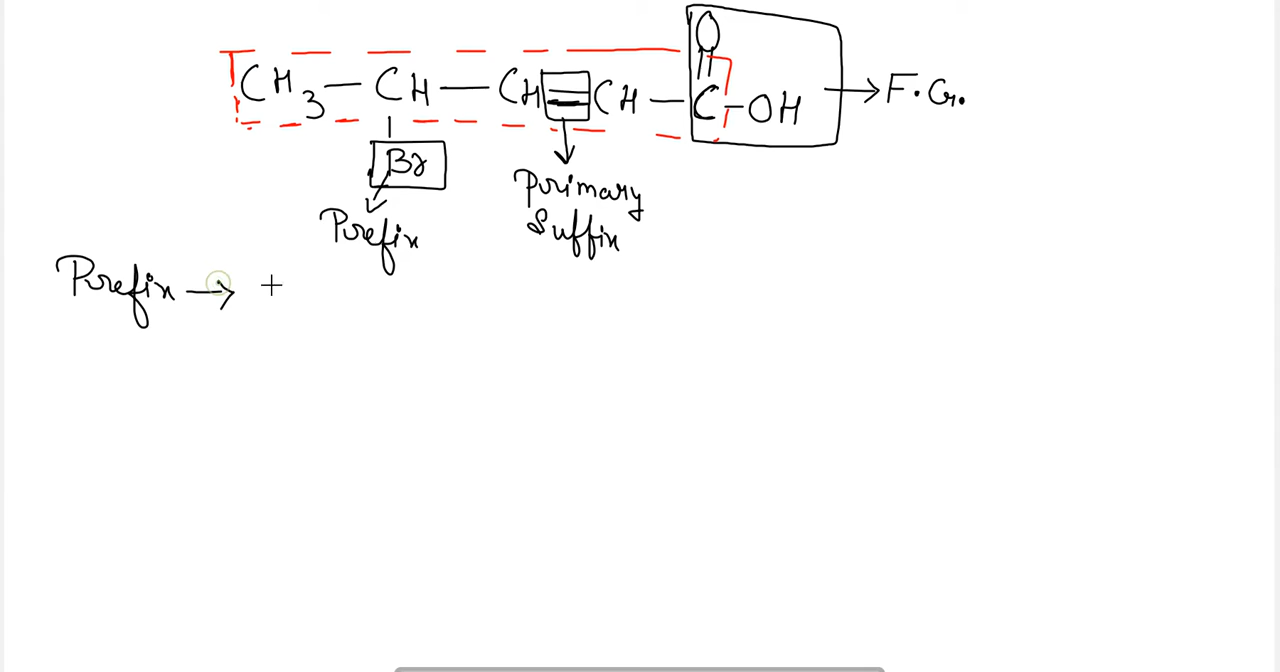 O
CH3 — CH — CH = CH — C — OH → F.G.
Br
Prefix
Primary
Suffix
Prefix → +